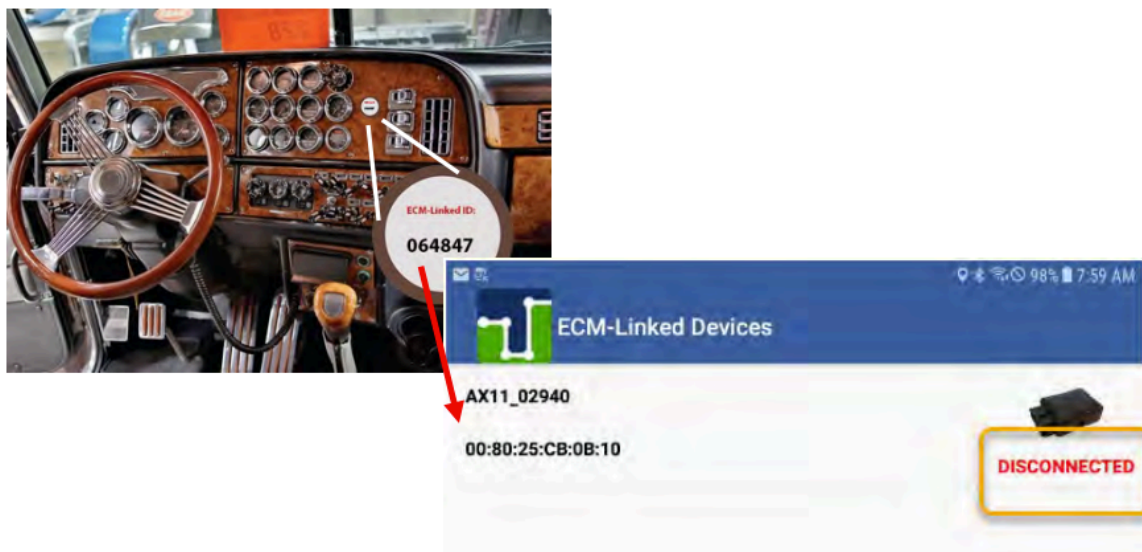 ECM-Linked ID:
064847
98% 7:59 AM
ECM-Linked Devices
AX11_02940
00:80:25:CB:0B:10
DISCONNECTED